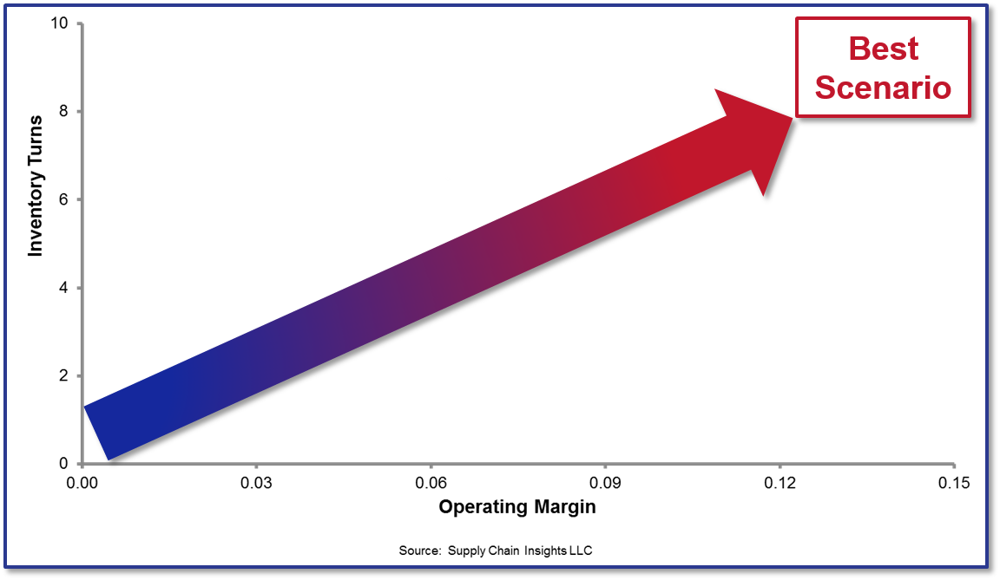 10
8
6
4
2
0
Inventory Turns
Best
Scenario
0.00 0.03 0.06 0.09 0.12 0.15
Operating Margin
Source: Supply Chain Insights LLC